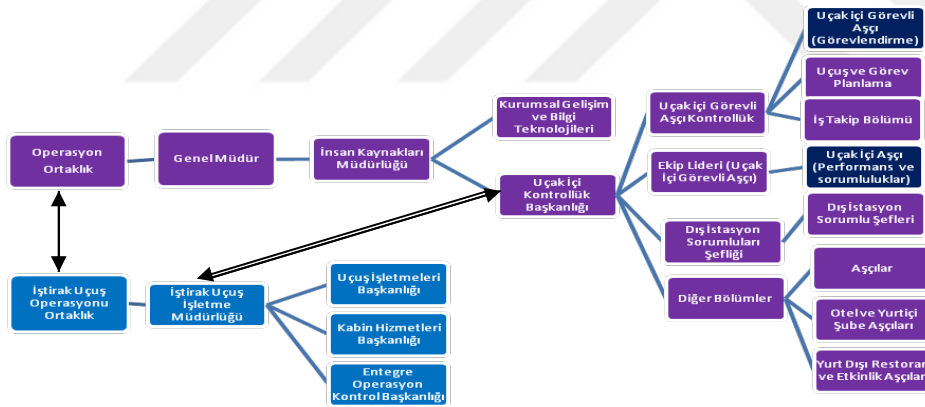 Uçak içi Görevli
Aşçı
(Görevlendirme)
Uçuş ve Görev
Planlama
İş Takip Bölümü
Uçak içi Görevli
Aşçı Kontrollük
Kurumsal Gelişim
ve Bilgi
Teknolojileri
Operasyon
Ortaklık
Genel Müdür
İnsan Kaynakları
Müdürlüğü
Uçak İçi
Kontrollük
Başkanlığı
Ekip Lideri (Uçak
İçi Görevli Aşçı)
Uçak İçi Aşçı
(Performans ve
sorumluluklar)
Dış İstasyon
Sorumluları
Şefliği
Dış İstasyon
Sorumlu Şefleri
Diğer Bölümler
Aşçılar
Otel ve Yurtiçi
Şube Aşçıları
Yurt Dışı Restoran
ve Etkinlik Aşçılar
İştirak Uçuş
Operasyonu
Ortaklık
İştirak Uçuş
İşletme
Müdürlüğü
Uçuş İşletmeleri
Başkanlığı
Kabin Hizmetleri
Başkanlığı
Entegre
Operasyon
Kontrol Başkanlığı